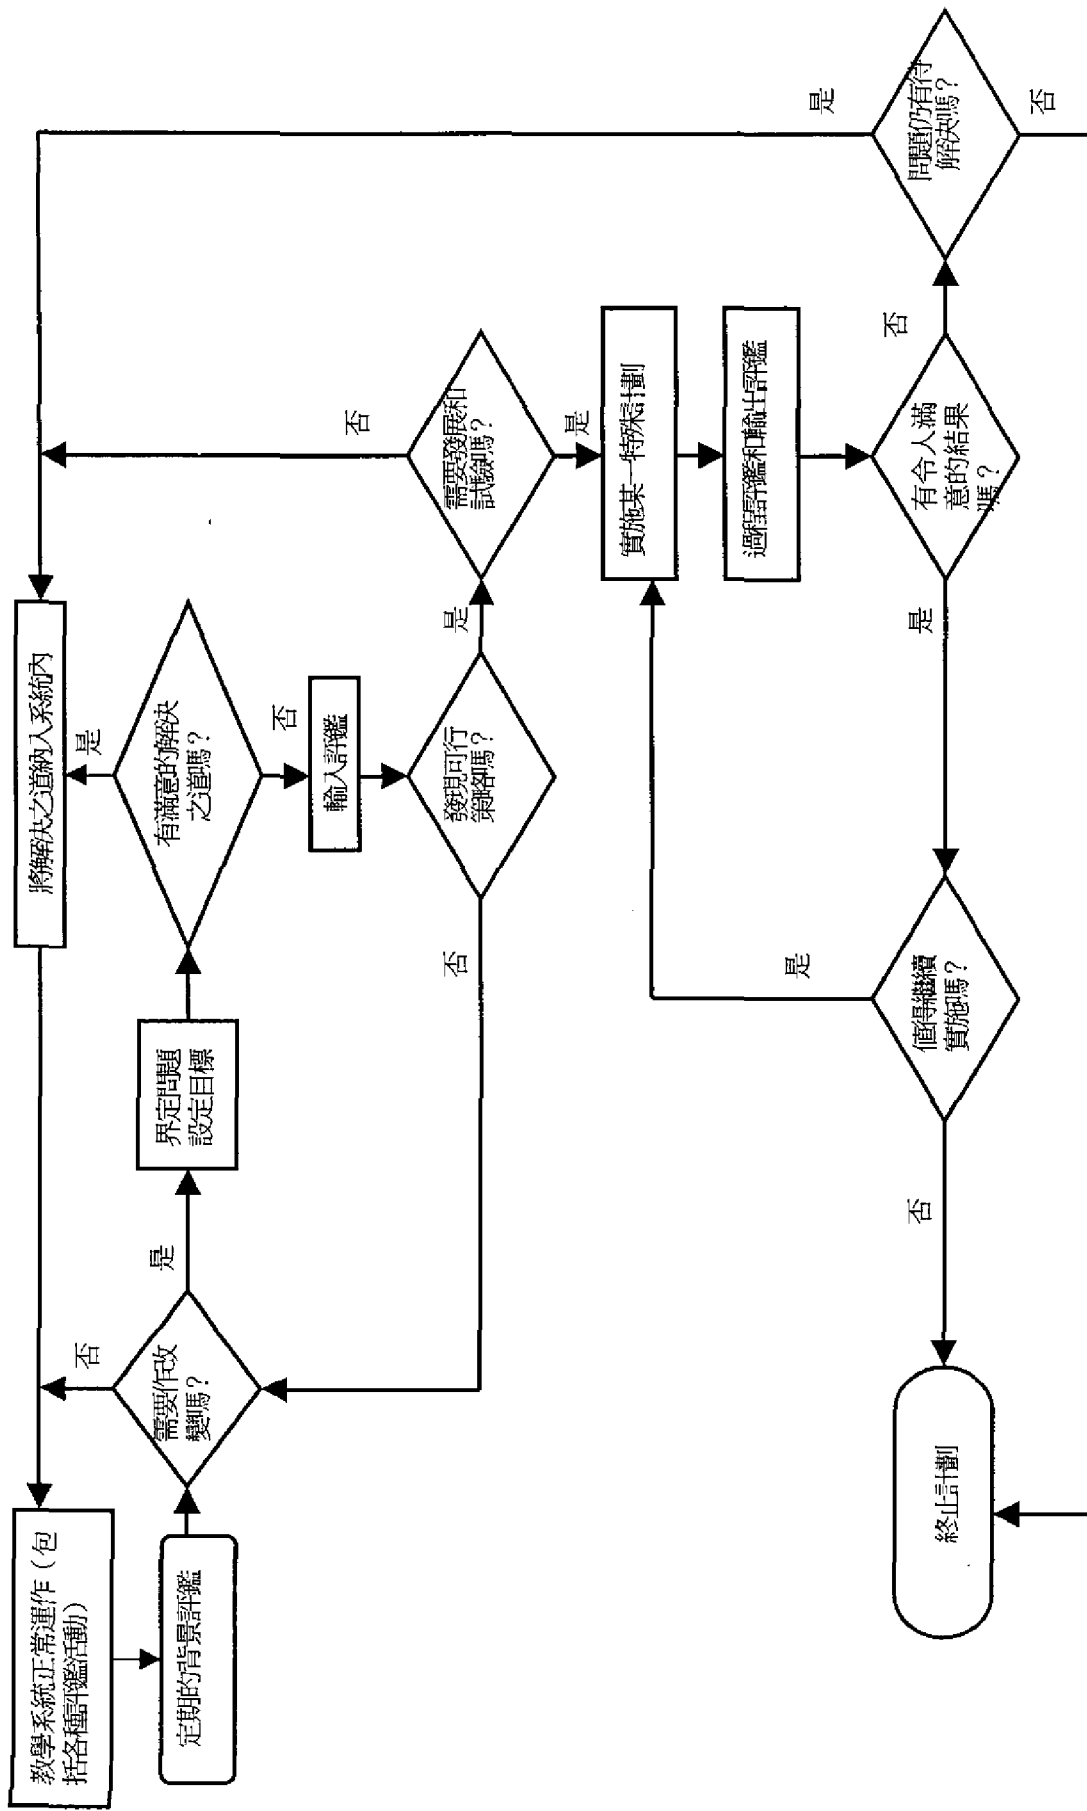 教學系統正常運作（包
括各種評鑑活動）
定期的背景評鑑
需要作改
變嗎？
否
是
界定問題
設定目標
有滿意的解決
之道嗎？
是
將解決之道納入系統內
否
輸入評鑑
發現可行
策略嗎？
否
是
需要發展和
試驗嗎？
否
是
實施某一特殊計劃
過程評鑑和輸出評鑑
有令人滿
意的結果
嗎？
否
問題仍有待
解決嗎？
是
否
是
值得繼續
實施嗎？
是
否
終止計劃